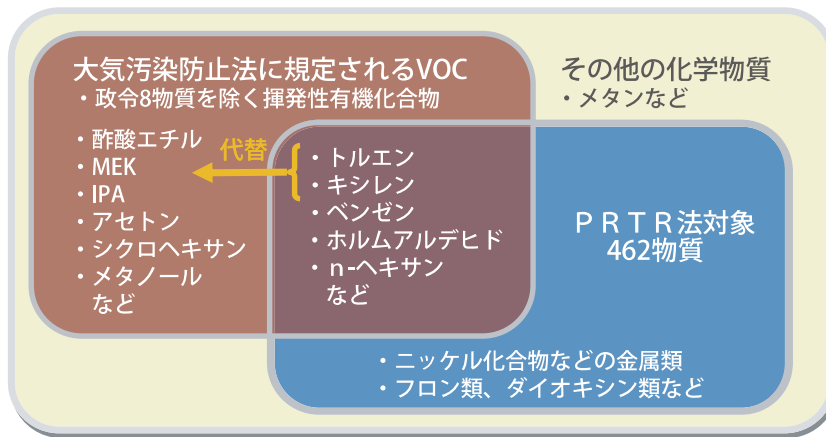 大気汚染防止法に規定されるVOC
・政令8物質を除く揮発性有機化合物
・酢酸エチル
・MEK
・IPA
・アセトン
・シクロヘキサン
・メタノール
など
代替
・トルエン
・キシレン
・ベンゼン
・ホルムアルデヒド
・n-ヘキサン
など
その他の化学物質
・メタンなど
ＰＲＴＲ法対象
462物質
・ニッケル化合物などの金属類
・フロン類、ダイオキシン類など